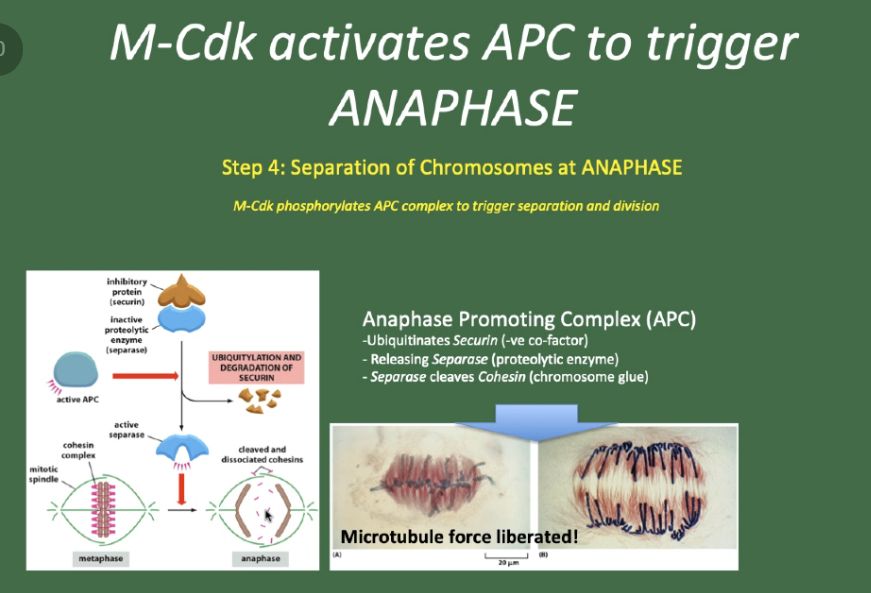 M-Cdk activates APC to trigger
ANAPHASE
Step 4: Separation of Chromosomes at ANAPHASE
M-Cdk phosphorylates APC complex to trigger separation and division
inhibitory
protein
(securin)
inactive
proteolytic
enzyme
(separase)
UBIQUITYLATION AND
DEGRADATION OF
SECURIN
active APC
active
separase
cohesin
complex
mitotic
spindle
cleaved and
dissociated cohesins
metaphase
anaphase
Anaphase Promoting Complex (APC)
-Ubiquitinates Securin (-ve co-factor)
- Releasing Separase (proteolytic enzyme)
- Separase cleaves Cohesin (chromosome glue)
Microtubule force liberated!
(A)
(B)
20 µm